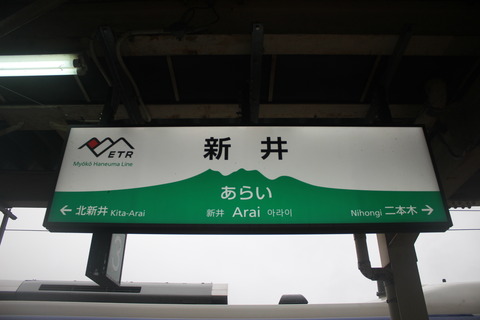 新井
ETR
Myōkō Haneuma Line
あらい
← 北新井 Kita-Arai
新井 Arai 아라이
Nihongi 二本木 →